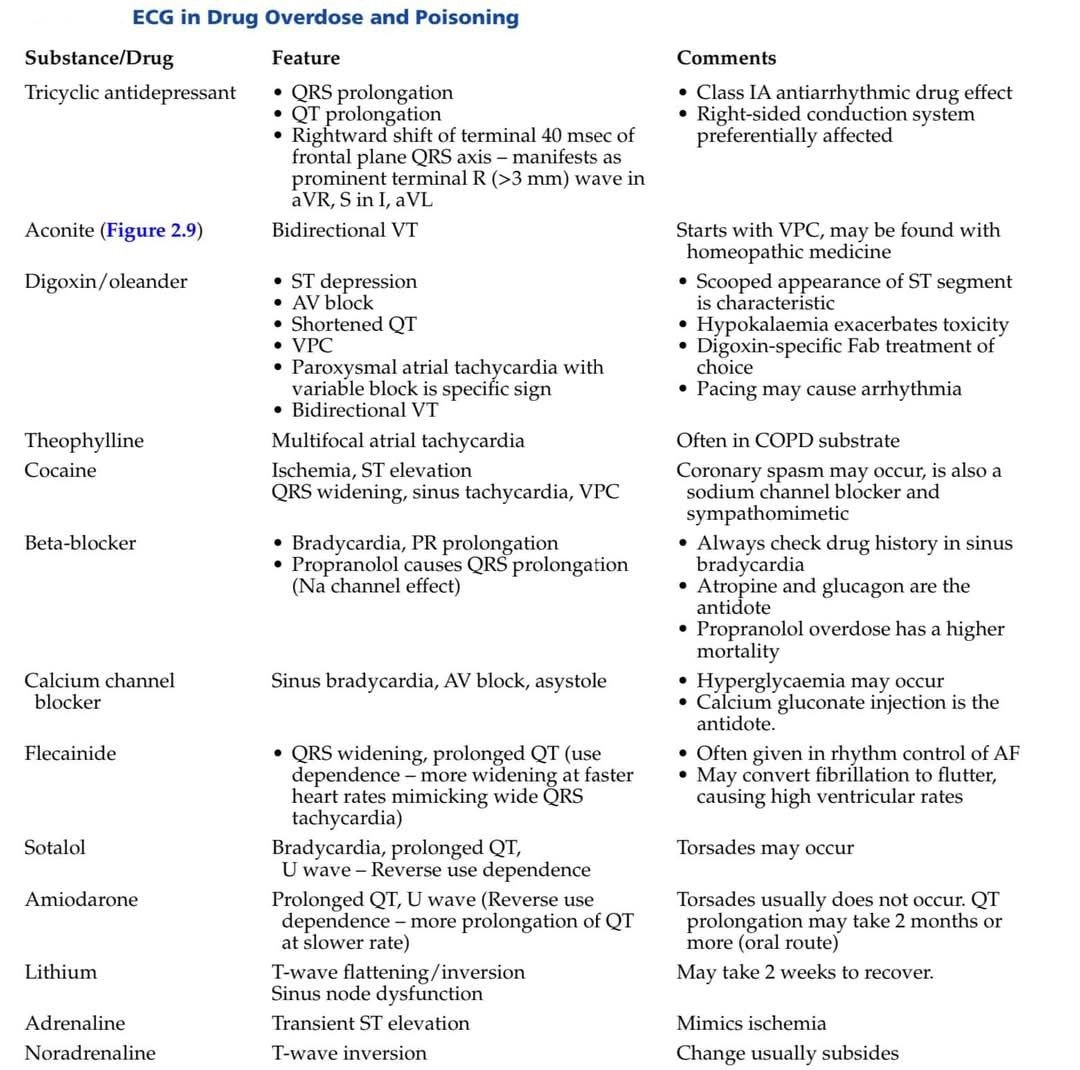 ECG in Drug Overdose and Poisoning
Substance/Drug Feature Comments
Tricyclic antidepressant • QRS prolongation • Class IA antiarrhythmic drug effect
• QT prolongation • Right-sided conduction system
• Rightward shift of terminal 40 msec of preferentially affected
frontal plane QRS axis – manifests as
prominent terminal R (>3 mm) wave in
aVR, S in I, aVL
Aconite (Figure 2.9) Bidirectional VT Starts with VPC, may be found with
homeopathic medicine
Digoxin/oleander • ST depression • Scooped appearance of ST segment
• AV block is characteristic
• Shortened QT • Hypokalaemia exacerbates toxicity
• VPC • Digoxin-specific Fab treatment of
• Paroxysmal atrial tachycardia with choice
variable block is specific sign • Pacing may cause arrhythmia
• Bidirectional VT
Theophylline Multifocal atrial tachycardia Often in COPD substrate
Cocaine Ischemia, ST elevation Coronary spasm may occur, is also a
QRS widening, sinus tachycardia, VPC sodium channel blocker and
sympathomimetic
Beta-blocker • Bradycardia, PR prolongation • Always check drug history in sinus
• Propranolol causes QRS prolongation bradycardia
(Na channel effect) • Atropine and glucagon are the
antidote
• Propranolol overdose has a higher
mortality
Calcium channel Sinus bradycardia, AV block, asystole • Hyperglycaemia may occur
blocker • Calcium gluconate injection is the
antidote.
Flecainide • QRS widening, prolonged QT (use • Often given in rhythm control of AF
dependence – more widening at faster • May convert fibrillation to flutter,
heart rates mimicking wide QRS causing high ventricular rates
tachycardia)
Sotalol Bradycardia, prolonged QT, Torsades may occur
U wave – Reverse use dependence
Amiodarone Prolonged QT, U wave (Reverse use Torsades usually does not occur. QT
dependence – more prolongation of QT prolongation may take 2 months or
at slower rate) more (oral route)
Lithium T-wave flattening/inversion May take 2 weeks to recover.
Sinus node dysfunction
Adrenaline Transient ST elevation Mimics ischemia
Noradrenaline T-wave inversion Change usually subsides